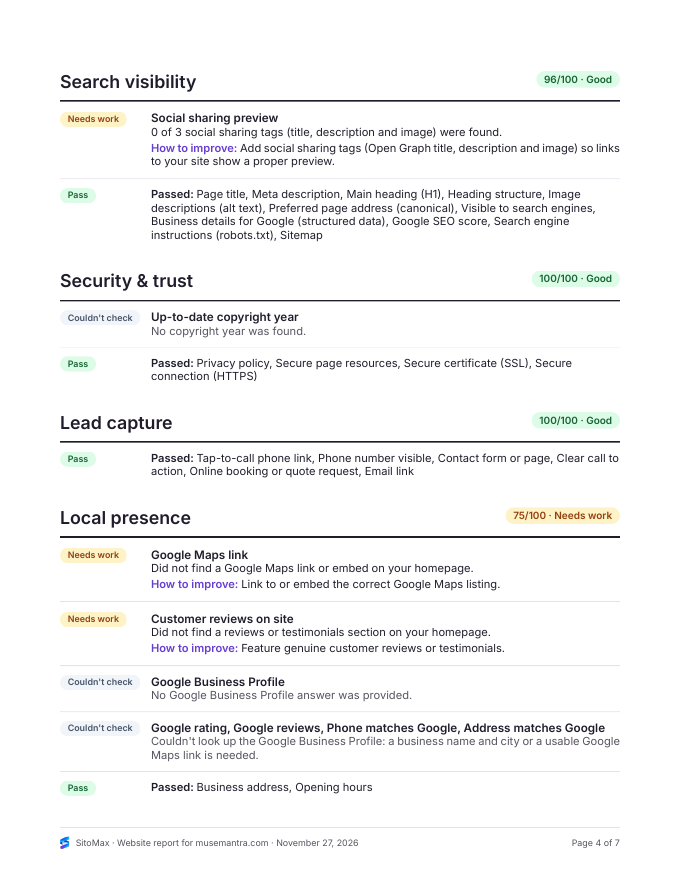 Search visibility
96/100 · Good
Needs work
Social sharing preview
0 of 3 social sharing tags (title, description and image) were found.
How to improve: Add social sharing tags (Open Graph title, description and image) so links
to your site show a proper preview.
Pass
Passed: Page title, Meta description, Main heading (H1), Heading structure, Image
descriptions (alt text), Preferred page address (canonical), Visible to search engines,
Business details for Google (structured data), Google SEO score, Search engine
instructions (robots.txt), Sitemap
Security & trust
100/100 · Good
Couldn't check
Up-to-date copyright year
No copyright year was found.
Pass
Passed: Privacy policy, Secure page resources, Secure certificate (SSL), Secure
connection (HTTPS)
Lead capture
100/100 · Good
Pass
Passed: Tap-to-call phone link, Phone number visible, Contact form or page, Clear call to
action, Online booking or quote request, Email link
Local presence
75/100 · Needs work
Needs work
Google Maps link
Did not find a Google Maps link or embed on your homepage.
How to improve: Link to or embed the correct Google Maps listing.
Needs work
Customer reviews on site
Did not find a reviews or testimonials section on your homepage.
How to improve: Feature genuine customer reviews or testimonials.
Couldn't check
Google Business Profile
No Google Business Profile answer was provided.
Couldn't check
Google rating, Google reviews, Phone matches Google, Address matches Google
Couldn't look up the Google Business Profile: a business name and city or a usable Google
Maps link is needed.
Pass
Passed: Business address, Opening hours
SitoMax · Website report for musemantra.com · November 27, 2026
Page 4 of 7